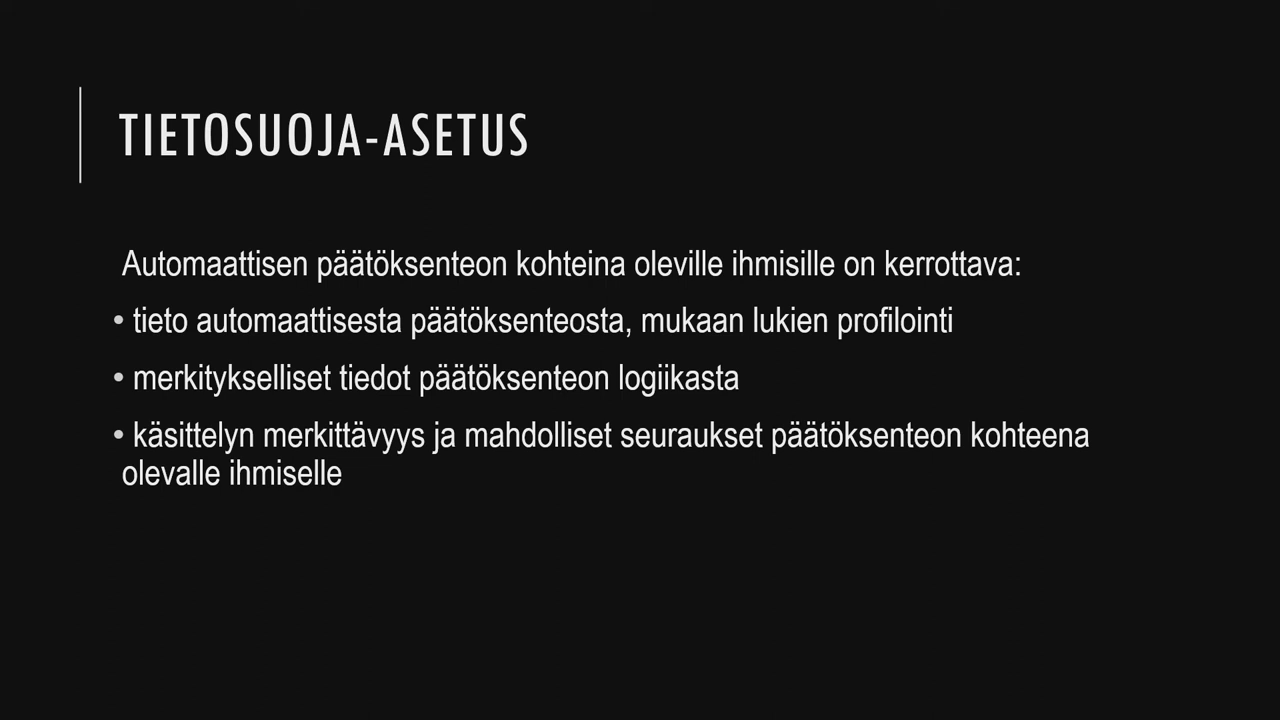 TIETOSUOJA-ASETUS
Automaattisen päätöksenteon kohteina oleville ihmisille on kerrottava:
• tieto automaattisesta päätöksenteosta, mukaan lukien profilointi
• merkitykselliset tiedot päätöksenteon logiikasta
• käsittelyn merkittävyys ja mahdolliset seuraukset päätöksenteon kohteena
olevalle ihmiselle